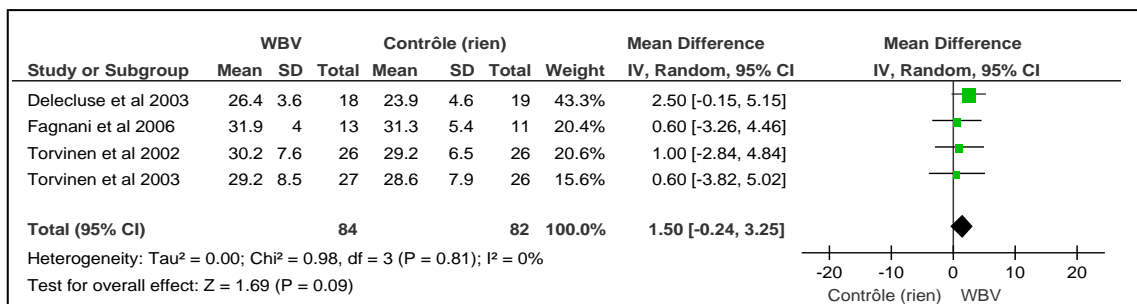 WBV Contrôle (rien) Mean Difference Mean Difference
Study or Subgroup Mean SD Total Mean SD Total Weight IV, Random, 95% CI IV, Random, 95% CI
Delecluse et al 2003 26.4 3.6 18 23.9 4.6 19 43.3% 2.50 [-0.15, 5.15]
Fagnani et al 2006 31.9 4 13 31.3 5.4 11 20.4% 0.60 [-3.26, 4.46]
Torvinen et al 2002 30.2 7.6 26 29.2 6.5 26 20.6% 1.00 [-2.84, 4.84]
Torvinen et al 2003 29.2 8.5 27 28.6 7.9 26 15.6% 0.60 [-3.82, 5.02]
Total (95% CI) 84 82 100.0% 1.50 [-0.24, 3.25]
Heterogeneity: Tau² = 0.00; Chi² = 0.98, df = 3 (P = 0.81); I² = 0%
Test for overall effect: Z = 1.69 (P = 0.09)
-20 -10 0 10 20
Contrôle (rien) WBV